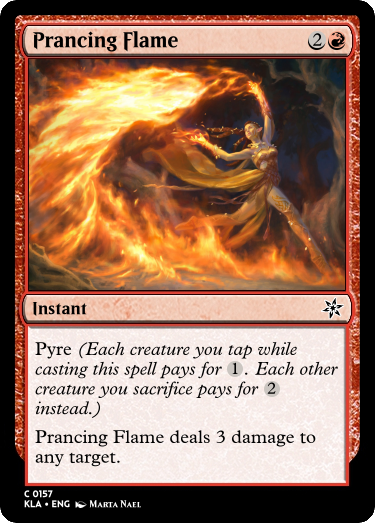 Prancing Flame 2
Instant
Pyre (Each creature you tap while
casting this spell pays for 1. Each other
creature you sacrifice pays for 2
instead.)
Prancing Flame deals 3 damage to
any target.
C 0157
KLA • ENG Marta Nael